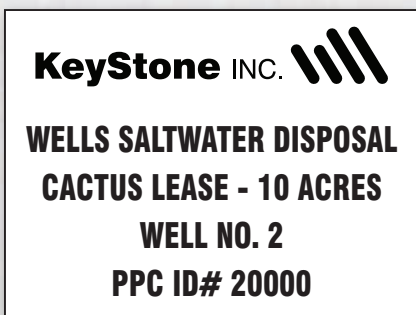 KeyStone INC.
WELLS SALTWATER DISPOSAL
CACTUS LEASE - 10 ACRES
WELL NO. 2
PPC ID# 20000